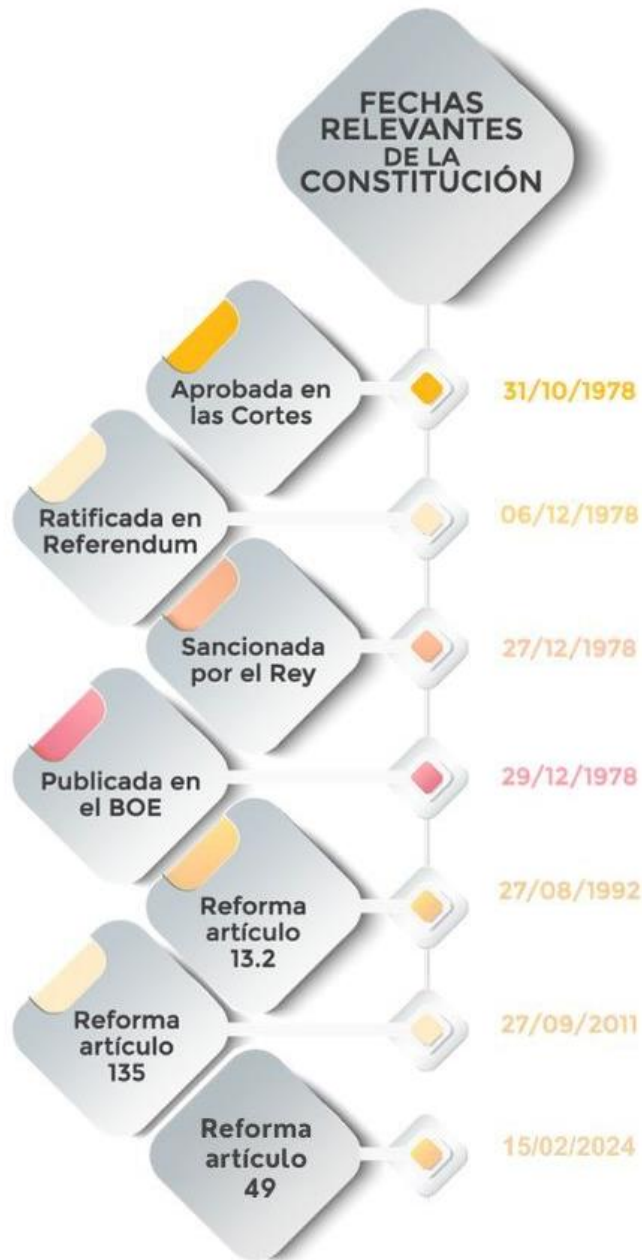 FECHAS
RELEVANTES
DE LA
CONSTITUCIÓN
Aprobada en
las Cortes
31/10/1978
Ratificada en
Referendum
06/12/1978
Sancionada
por el Rey
27/12/1978
Publicada en
el BOE
29/12/1978
Reforma
artículo
13.2
27/08/1992
Reforma
artículo
135
27/09/2011
Reforma
artículo
49
15/02/2024